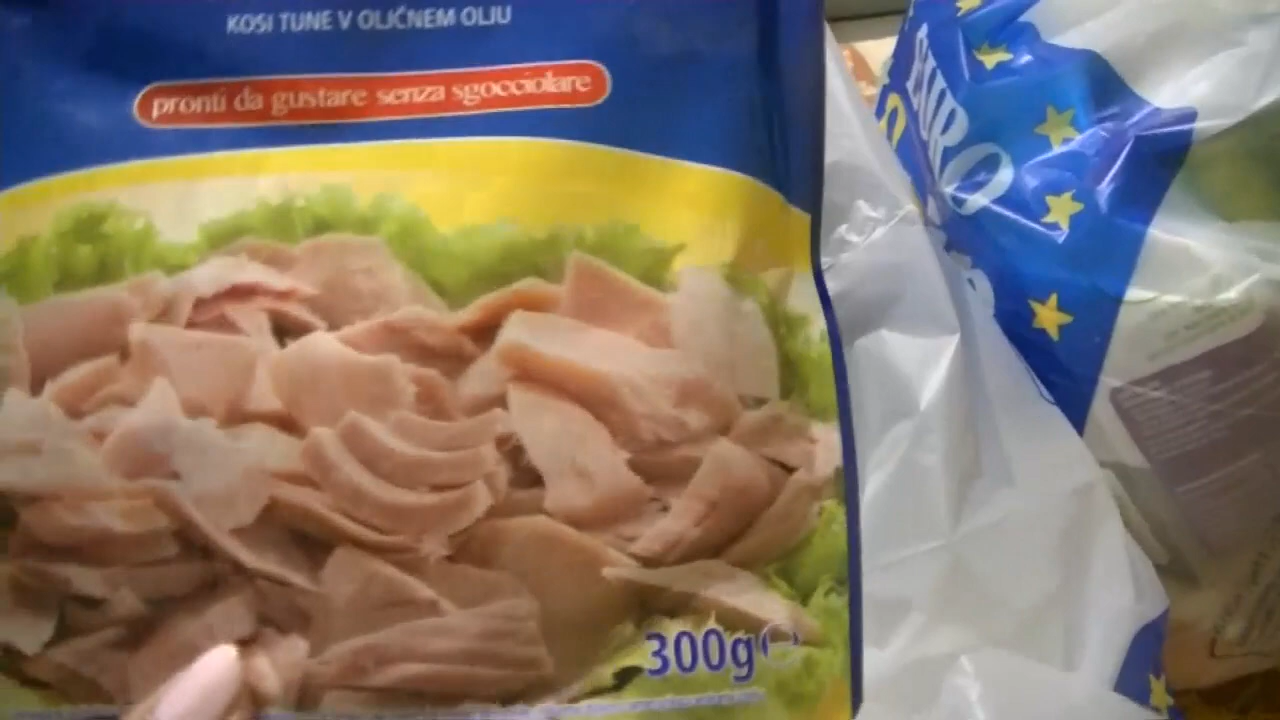 KOSI TUNE V OLJČNEM OLJU
pronti da gustare senza sgocciolare
300g
EURO